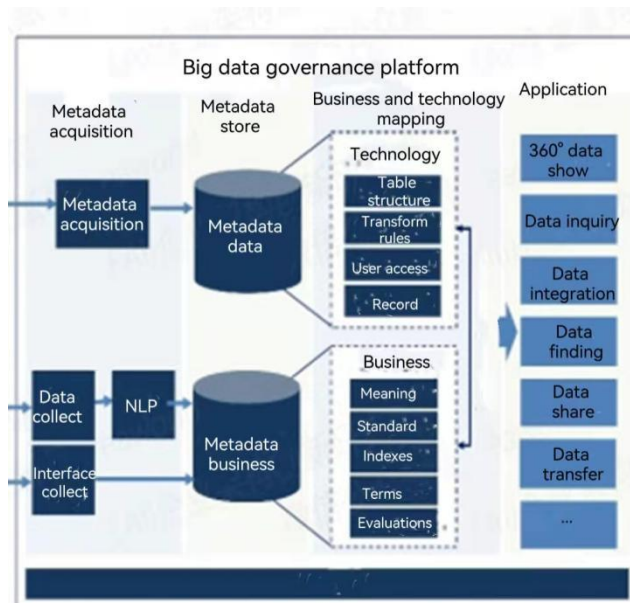 Big data governance platform
Metadata
acquisition
Metadata
store
Business and technology
mapping
Application
Metadata
acquisition
Metadata
data
Technology
Table
structure
Transform
rules
User access
Record
360° data
show
Data inquiry
Data
integration
Data
finding
Data
share
Data
transfer
...
Data
collect
NLP
Interface
collect
Metadata
business
Business
Meaning
Standard
Indexes
Terms
Evaluations